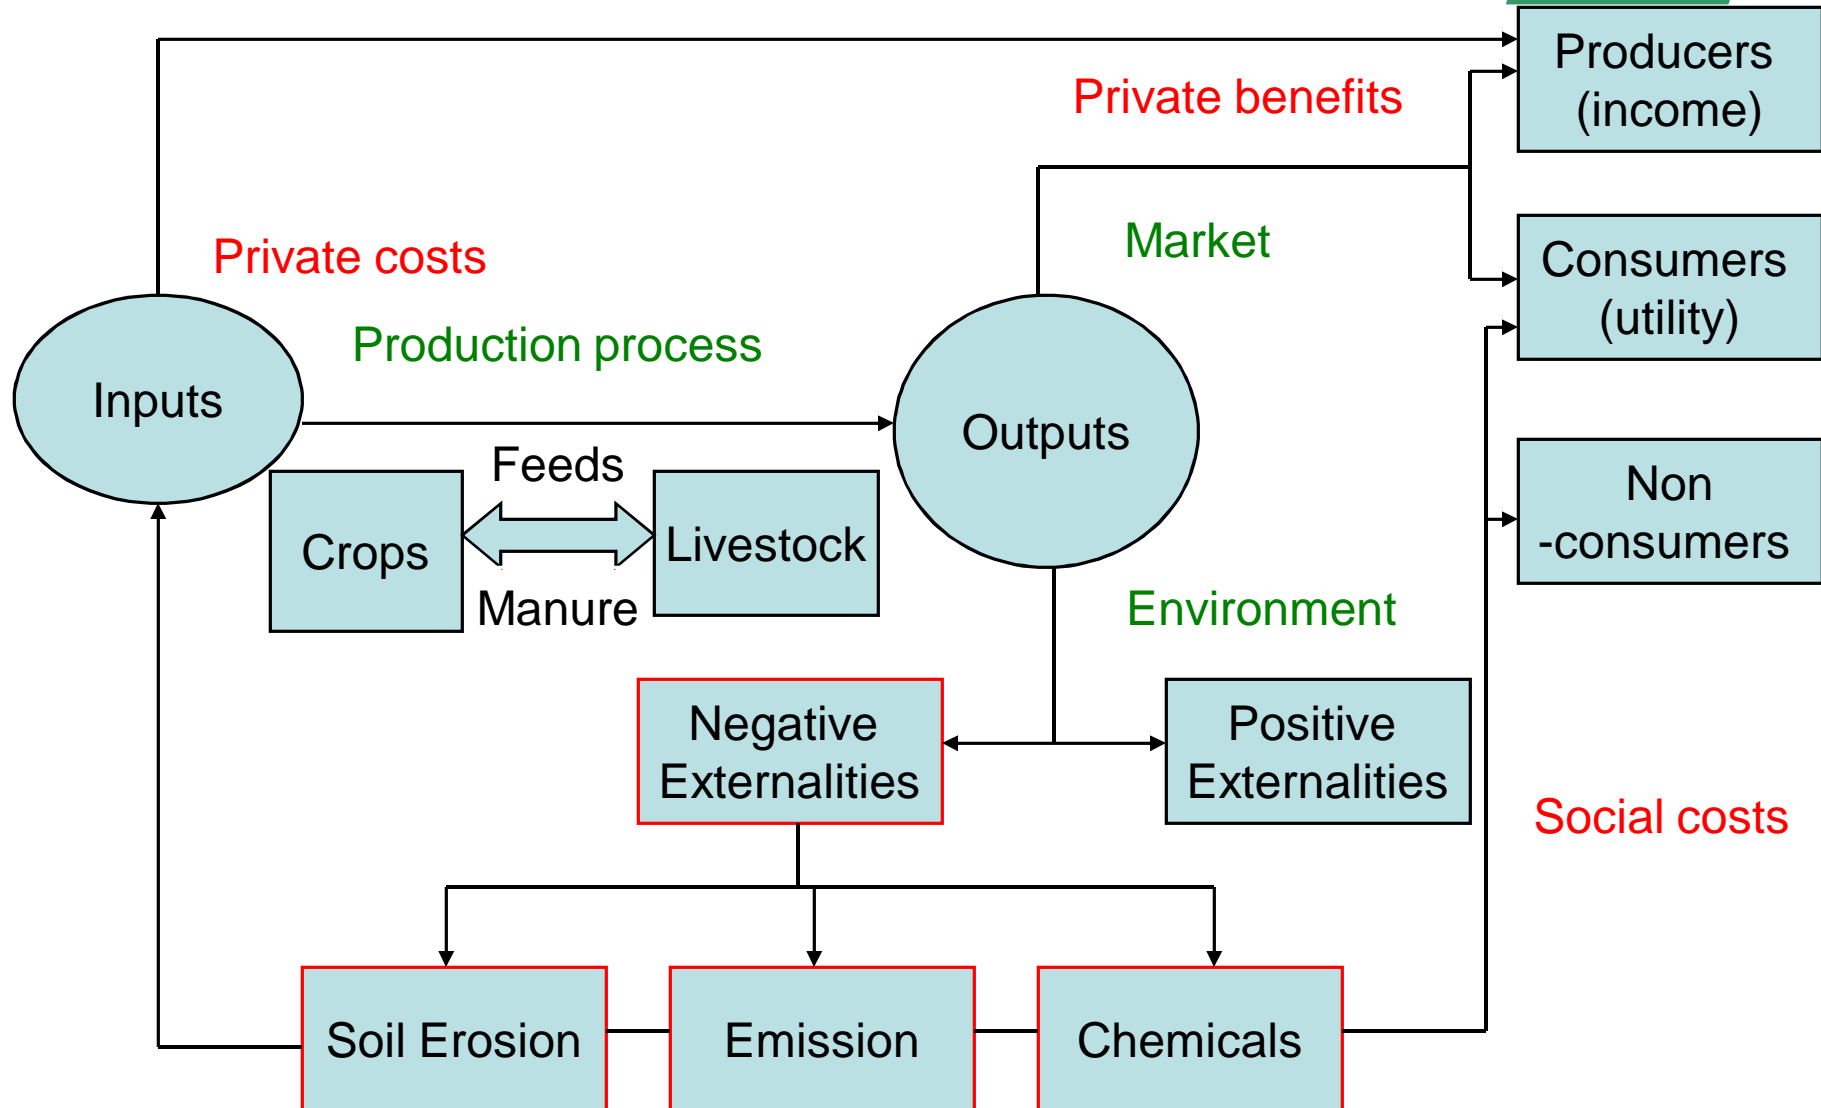 Producers
(income)
Private benefits
Private costs
Market
Consumers
(utility)
Production process
Inputs
Outputs
Feeds
Non
-consumers
Crops
Livestock
Manure
Environment
Negative
Externalities
Positive
Externalities
Social costs
Soil Erosion
Emission
Chemicals